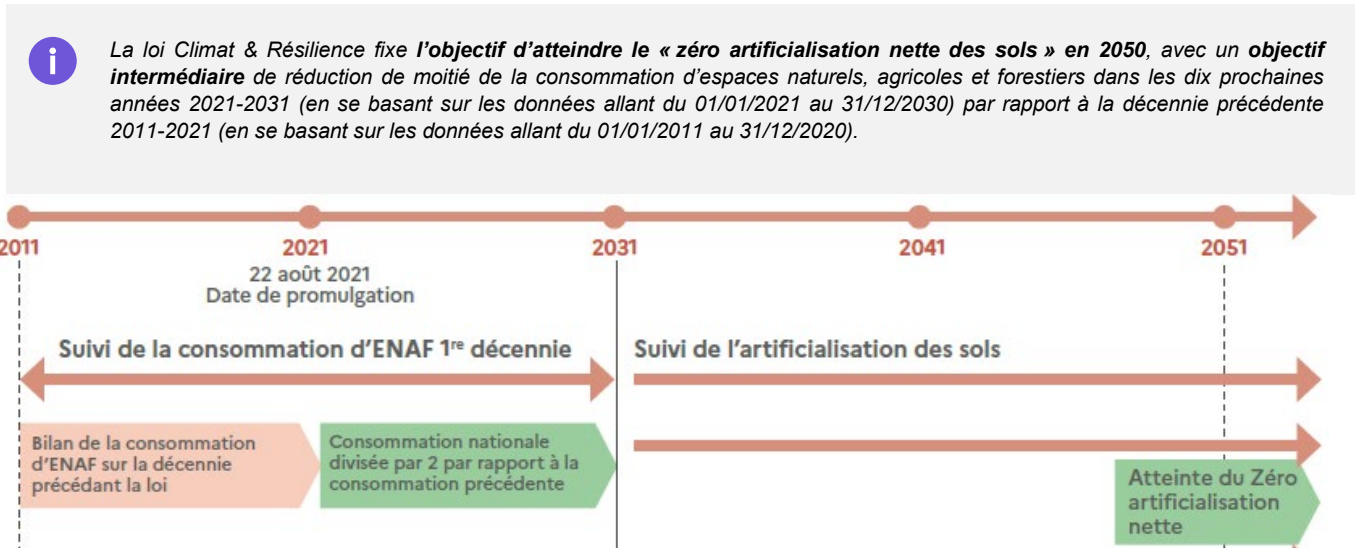 La loi Climat & Résilience fixe l’objectif d’atteindre le « zéro artificialisation nette des sols » en 2050, avec un objectif
intermédiaire de réduction de moitié de la consommation d’espaces naturels, agricoles et forestiers dans les dix prochaines
années 2021-2031 (en se basant sur les données allant du 01/01/2021 au 31/12/2030) par rapport à la décennie précédente
2011-2021 (en se basant sur les données allant du 01/01/2011 au 31/12/2020).
2011 2021 2031 2041 2051
22 août 2021
Date de promulgation
Suivi de la consommation d’ENAF 1re décennie
Suivi de l’artificialisation des sols
Bilan de la consommation
d’ENAF sur la décennie
précédant la loi
Consommation nationale
divisée par 2 par rapport à la
consommation précédente
Atteinte du Zéro
artificialisation
nette